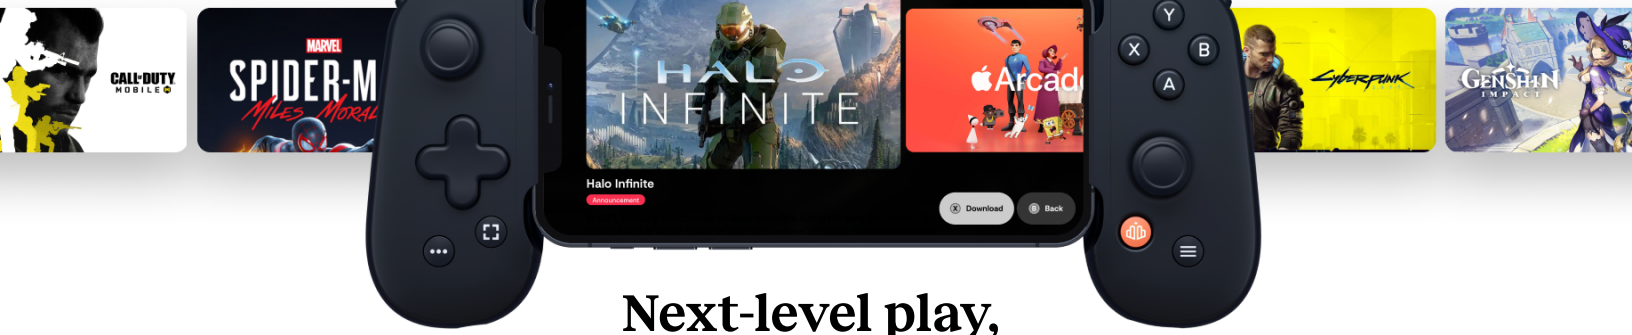 CALL·DUTY
MOBILE
MARVEL
SPIDER-M
MILES MORAL
HALO
INFINITE
Arcad
Halo Infinite
Announcement
X Download
B Back
Y
X
B
A
CYBERPUNK
GENSHIN
IMPACT
Next-level play,